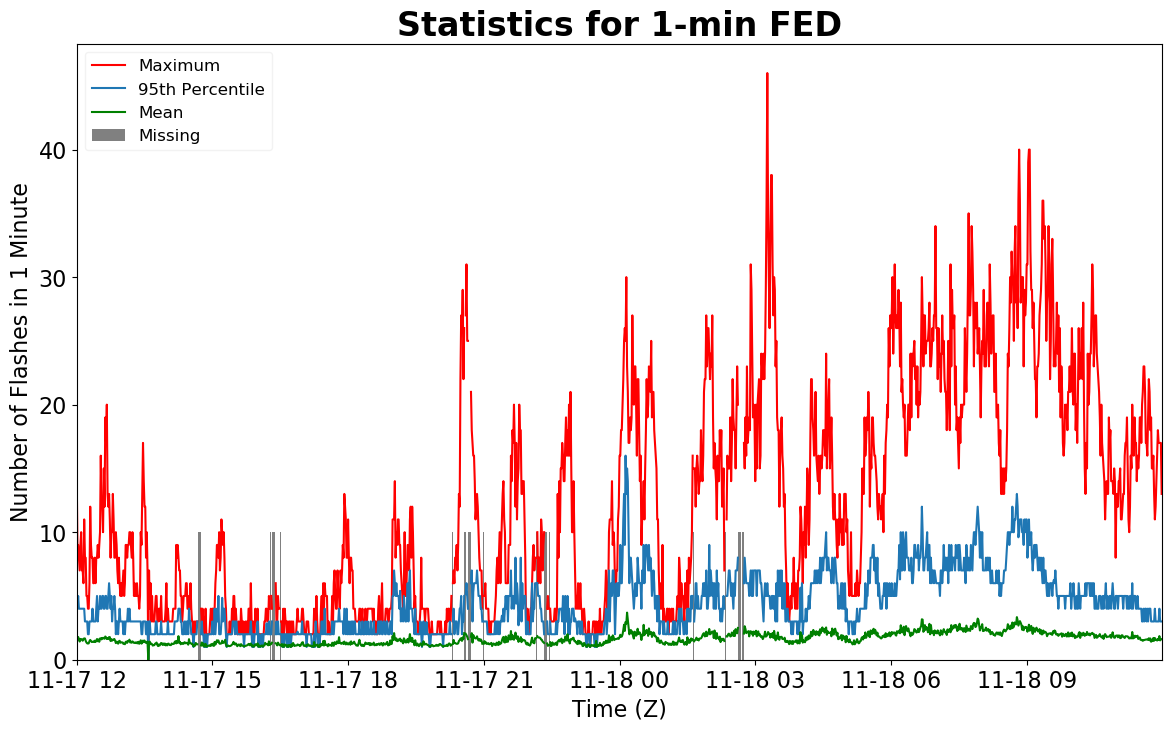 Statistics for 1-min FED
Maximum
95th Percentile
Mean
Missing
Number of Flashes in 1 Minute
40
30
20
10
0
11-17 12 11-17 15 11-17 18 11-17 21 11-18 00 11-18 03 11-18 06 11-18 09
Time (Z)